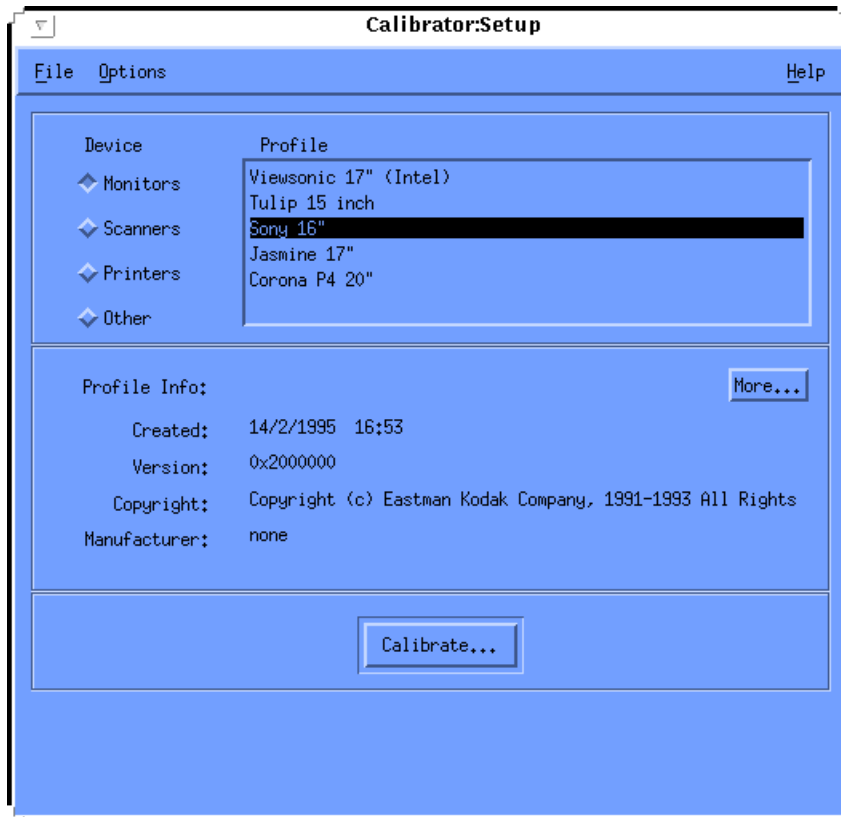 Calibrator:Setup
File Options Help
Device Profile
Monitors
Scanners
Printers
Other
Viewsonic 17" (Intel)
Tulip 15 inch
Sony 16"
Jasmine 17"
Corona P4 20"
Profile Info: More...
Created: 14/2/1995 16:53
Version: 0x2000000
Copyright: Copyright (c) Eastman Kodak Company, 1991-1993 All Rights
Manufacturer: none
Calibrate...